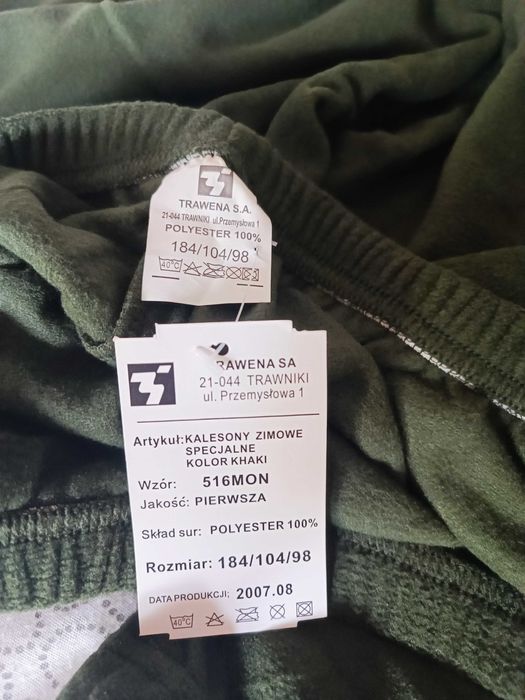 TRAWENA S.A.
21-044 TRAWNIKI ul.Przemysłowa 1
POLYESTER 100%
184/104/98
40°C
RAWENA SA
21-044 TRAWNIKI
ul. Przemysłowa 1
Artykuł:KALESONY ZIMOWE
SPECJALNE
KOLOR KHAKI
Wzór: 516MON
Jakość: PIERWSZA
Skład sur: POLYESTER 100%
Rozmiar: 184/104/98
DATA PRODUKCJI; 2007.08
40°C